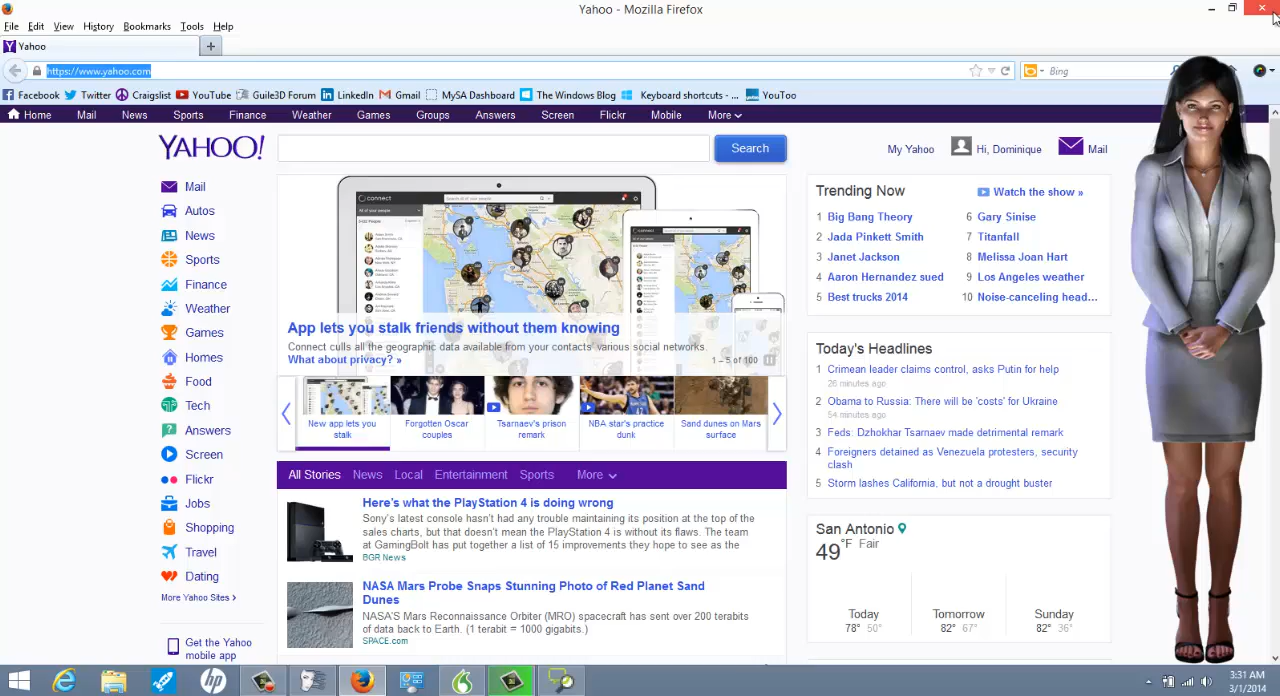 Yahoo - Mozilla Firefox
File Edit View History Bookmarks Tools Help
Yahoo
https://www.yahoo.com
Bing
Facebook Twitter Craigslist YouTube Guile3D Forum LinkedIn Gmail MySA Dashboard The Windows Blog Keyboard shortcuts - ... YouToo
Home Mail News Sports Finance Weather Games Groups Answers Screen Flickr Mobile More
YAHOO!
Search
My Yahoo Hi, Dominique Mail
Mail
Autos
News
Sports
Finance
Weather
Games
Homes
Food
Tech
Answers
Screen
Flickr
Jobs
Shopping
Travel
Dating
More Yahoo Sites >
Get the Yahoo
mobile app
connect
App lets you stalk friends without them knowing
Connect culls all the geographic data available from your contacts' various social networks.
What about privacy? »
1 – 5 of 100
New app lets you
stalk
Forgotten Oscar
couples
Tsarnaev's prison
remark
NBA star's practice
dunk
Sand dunes on Mars
surface
All Stories News Local Entertainment Sports More
Here's what the PlayStation 4 is doing wrong
Sony's latest console hasn't had any trouble maintaining its position at the top of the
sales charts, but that doesn't mean the PlayStation 4 is without its flaws. The team
at GamingBolt has put together a list of 15 improvements they hope to see as the
BGR News
NASA Mars Probe Snaps Stunning Photo of Red Planet Sand
Dunes
NASA'S Mars Reconnaissance Orbiter (MRO) spacecraft has sent over 200 terabits
of data back to Earth. (1 terabit = 1000 gigabits.)
SPACE.com
Trending Now
Watch the show »
1 Big Bang Theory
2 Jada Pinkett Smith
3 Janet Jackson
4 Aaron Hernandez sued
5 Best trucks 2014
6 Gary Sinise
7 Titanfall
8 Melissa Joan Hart
9 Los Angeles weather
10 Noise-canceling head...
Today's Headlines
1 Crimean leader claims control, asks Putin for help
26 minutes ago
2 Obama to Russia: There will be 'costs' for Ukraine
54 minutes ago
3 Feds: Dzhokhar Tsarnaev made detrimental remark
4 Foreigners detained as Venezuela protesters, security
clash
5 Storm lashes California, but not a drought buster
San Antonio
49 °F Fair
Today
78° 50°
Tomorrow
82° 67°
Sunday
82° 36°
hp
3:31 AM
3/1/2014